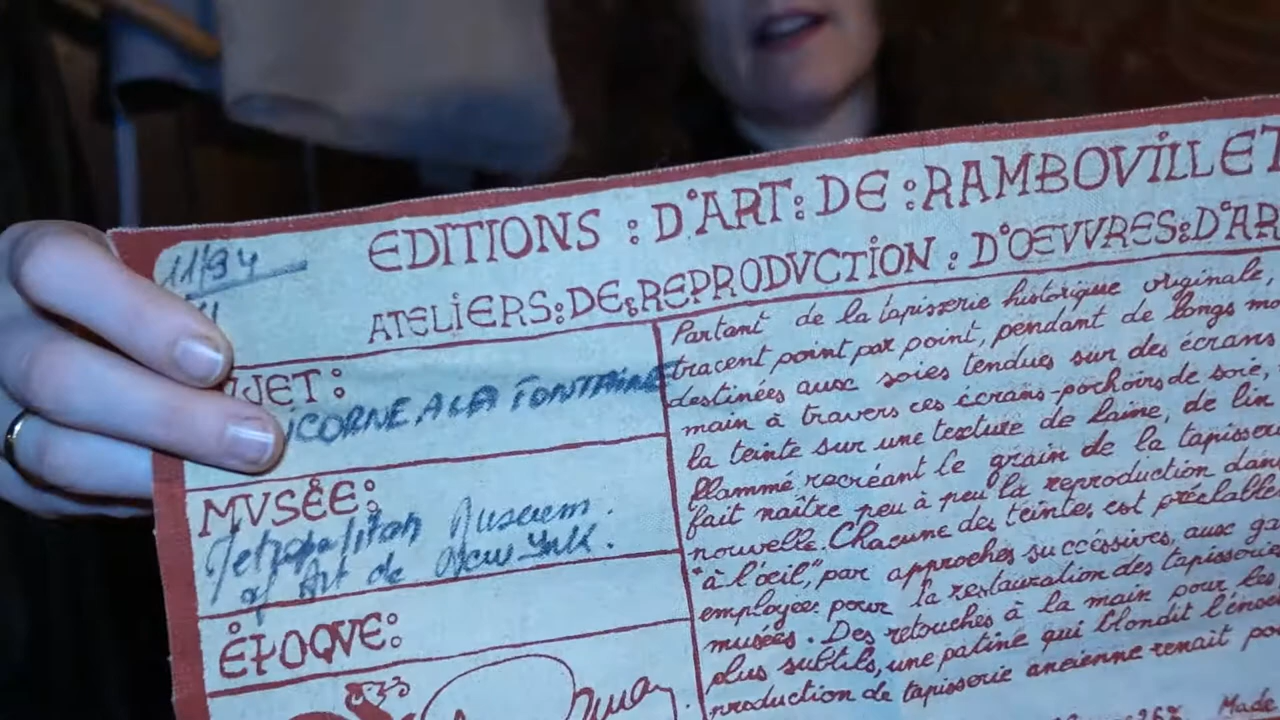 11/94
EDITIONS : D'ART : DE : RAMBOVILLET
ATELIERS:DE:REPRODVCTION : D'OEVVRES:D'AR
JET :
ICORNE A LA FONTAINE
MVSÉE:
Metropolitan Museum
of Art de New York.
ÉPOQVE:
Partant de la tapisserie historique originale,
tracent point par point, pendant de longs mo
destinées aux soies tendues sur des écrans
main à travers ces écrans-pochoirs de soie,
la teinte sur une texture de laine, de lin
flammé recréant le grain de la tapisser
fait naître peu à peu la reproduction dans
nouvelle. Chacune des teintes est préalable
"à l'œil", par approches successives, aux ga
employées pour la restauration des tapisserie
musées. Des retouches à la main pour les
plus subtils, une patine qui blondit l'ense
production de tapisserie ancienne renait po
Made